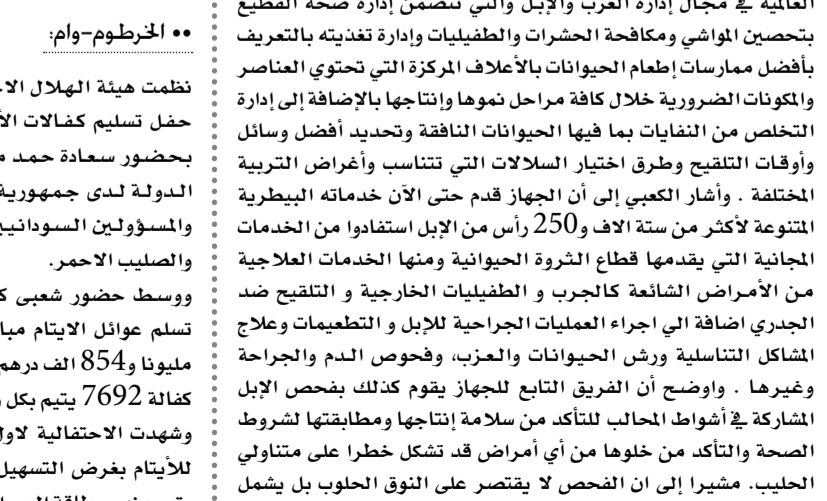 العالمية في مجال إدارة العزب والإبل والتي تتضمن إدارة صحة القطيع
بتحصين المواشي ومكافحة الحشرات والطفيليات وإدارة تغذيته بالتعريف
بأفضل ممارسات إطعام الحيوانات بالأعلاف المركزة التي تحتوي العناصر
والمكونات الضرورية خلال كافة مراحل نموها وإنتاجها بالإضافة إلى إدارة
التخلص من النفايات بما فيها الحيوانات النافقة وتحديد أفضل وسائل
وأوقات التلقيح وطرق اختيار السلالات التي تتناسب وأغراض التربية
المختلفة . وأشار الكعبي إلى أن الجهاز قدم حتى الآن خدماته البيطرية
المتنوعة لأكثر من ستة الاف و250 رأس من الإبل استفادوا من الخدمات
المجانية التي يقدمها قطاع الثروة الحيوانية ومنها الخدمات العلاجية
من الأمراض الشائعة كالجرب و الطفيليات الخارجية و التلقيح ضد
الجدري اضافة الي اجراء العمليات الجراحية للإبل و التطعيمات وعلاج
المشاكل التناسلية ورش الحيوانات والعزب، وفحوص الدم والجراحة
وغيرها . واوضح أن الفريق التابع للجهاز يقوم كذلك بفحص الإبل
المشاركة في أشواط المحالب للتأكد من سلامة إنتاجها ومطابقتها لشروط
الصحة والتأكد من خلوها من أي أمراض قد تشكل خطرا على متناولي
الحليب. مشيرا إلى ان الفحص لا يقتصر على النوق الحلوب بل يشمل
•• الخرطوم-وام:
نظمت هيئة الهلال
حفل تسليم كفالات
بحضور سعادة حمد
الدولة لدى جمهورية
والمسؤولين
والصليب الاحمر.
ووسط حضور شعبى
تسلم عوائل الايتام
مليونا و854 الف درهم
كفالة 7692 يتيم بكل
وشهدت الاحتفالية
للأيتام بغرض